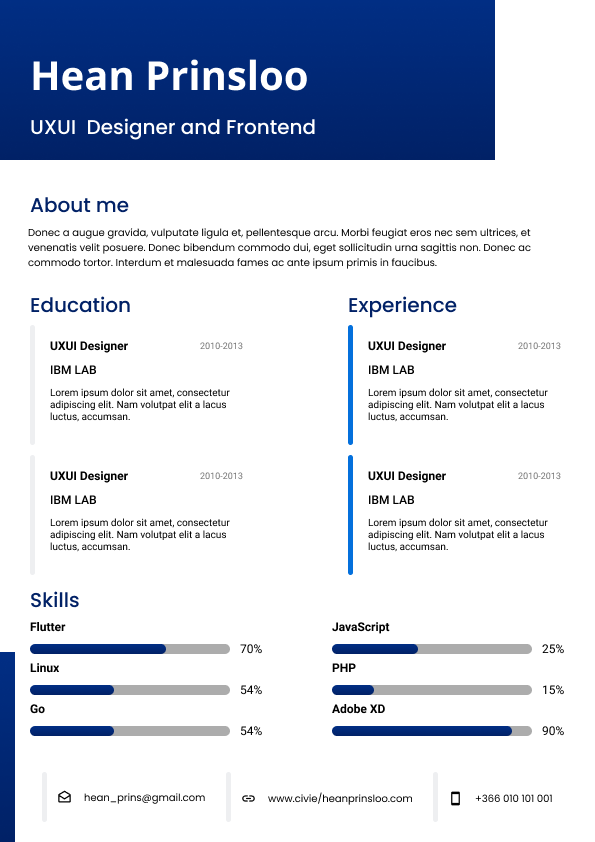 Hean Prinsloo
UXUI Designer and Frontend
About me
Donec a augue gravida, vulputate ligula et, pellentesque arcu. Morbi feugiat eros nec sem ultrices, et
venenatis velit posuere. Donec bibendum commodo dui, eget sollicitudin urna sagittis non. Donec ac
commodo tortor. Interdum et malesuada fames ac ante ipsum primis in faucibus.
Education
UXUI Designer 2010-2013
IBM LAB
Lorem ipsum dolor sit amet, consectetur
adipiscing elit. Nam volutpat elit a lacus
luctus, accumsan.
UXUI Designer 2010-2013
IBM LAB
Lorem ipsum dolor sit amet, consectetur
adipiscing elit. Nam volutpat elit a lacus
luctus, accumsan.
Experience
UXUI Designer 2010-2013
IBM LAB
Lorem ipsum dolor sit amet, consectetur
adipiscing elit. Nam volutpat elit a lacus
luctus, accumsan.
UXUI Designer 2010-2013
IBM LAB
Lorem ipsum dolor sit amet, consectetur
adipiscing elit. Nam volutpat elit a lacus
luctus, accumsan.
Skills
Flutter
70%
Linux
54%
Go
54%
JavaScript
25%
PHP
15%
Adobe XD
90%
hean_prins@gmail.com
www.civie/heanprinsloo.com
+366 010 101 001